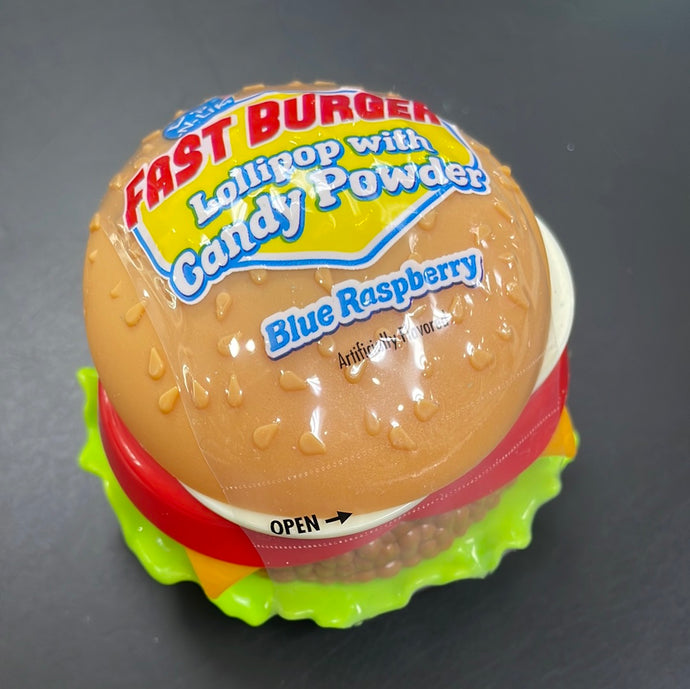 FAST BURGER
Lollipop with
Candy Powder
Blue Raspberry
Artificially Flavored
OPEN →